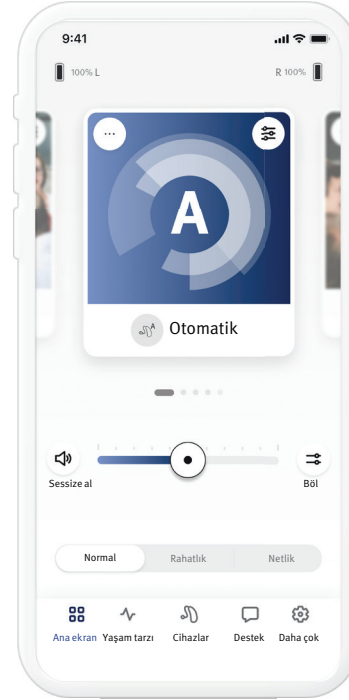 9:41
100% L
R 100%
A
A
Otomatik
Sessize al
Böl
Normal
Rahatlık
Netlik
Ana ekran
Yaşam tarzı
Cihazlar
Destek
Daha çok